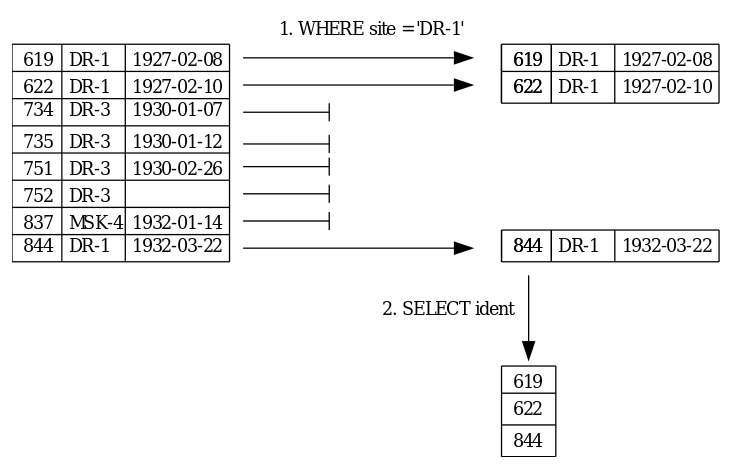 1. WHERE site = 'DR-1'
619 DR-1 1927-02-08 619 DR-1 1927-02-08
622 DR-1 1927-02-10 622 DR-1 1927-02-10
734 DR-3 1930-01-07
735 DR-3 1930-01-12
751 DR-3 1930-02-26
752 DR-3
837 MSK-4 1932-01-14
844 DR-1 1932-03-22 844 DR-1 1932-03-22
2. SELECT ident
619
622
844